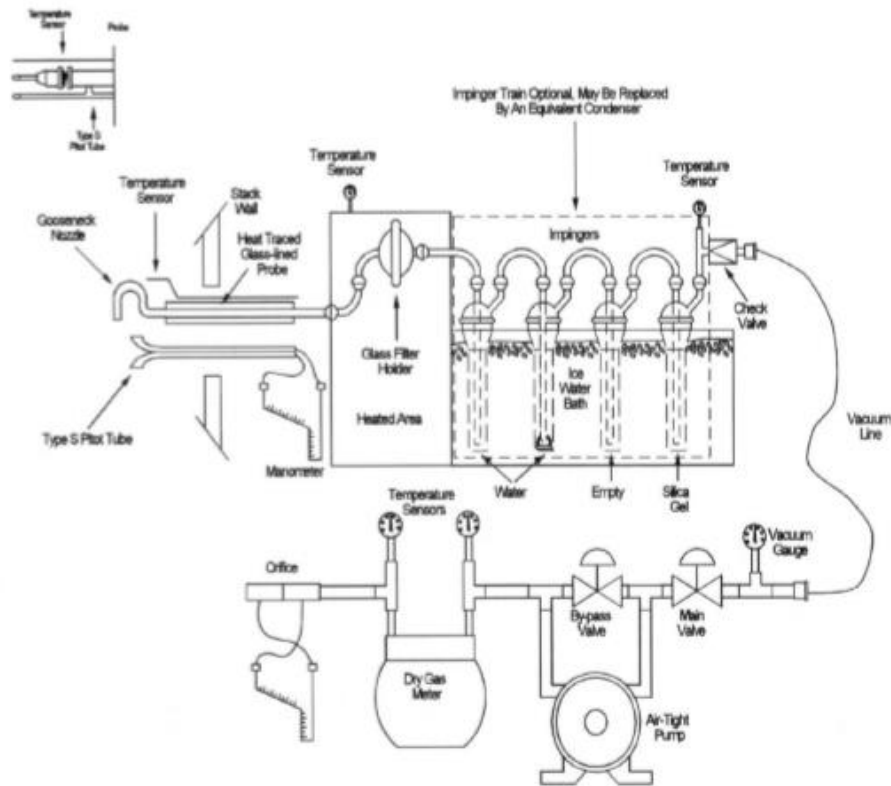 Temperature
Sensor
Probe
Type S
Pitot Tube
Impinger Train Optional, May Be Replaced
By An Equivalent Condenser
Temperature
Sensor
Temperature
Sensor
Temperature
Sensor
Stack
Wall
Gooseneck
Nozzle
Heat Traced
Glass-lined
Probe
Impingers
Check
Valve
Glass Filter
Holder
Ice
Water
Bath
Heated Area
Vacuum
Line
Type S Pitot Tube
Manometer
Water
Empty
Silica
Gel
Temperature
Sensors
Vacuum
Gauge
Orifice
By-pass
Valve
Main
Valve
Dry Gas
Meter
Air-Tight
Pump